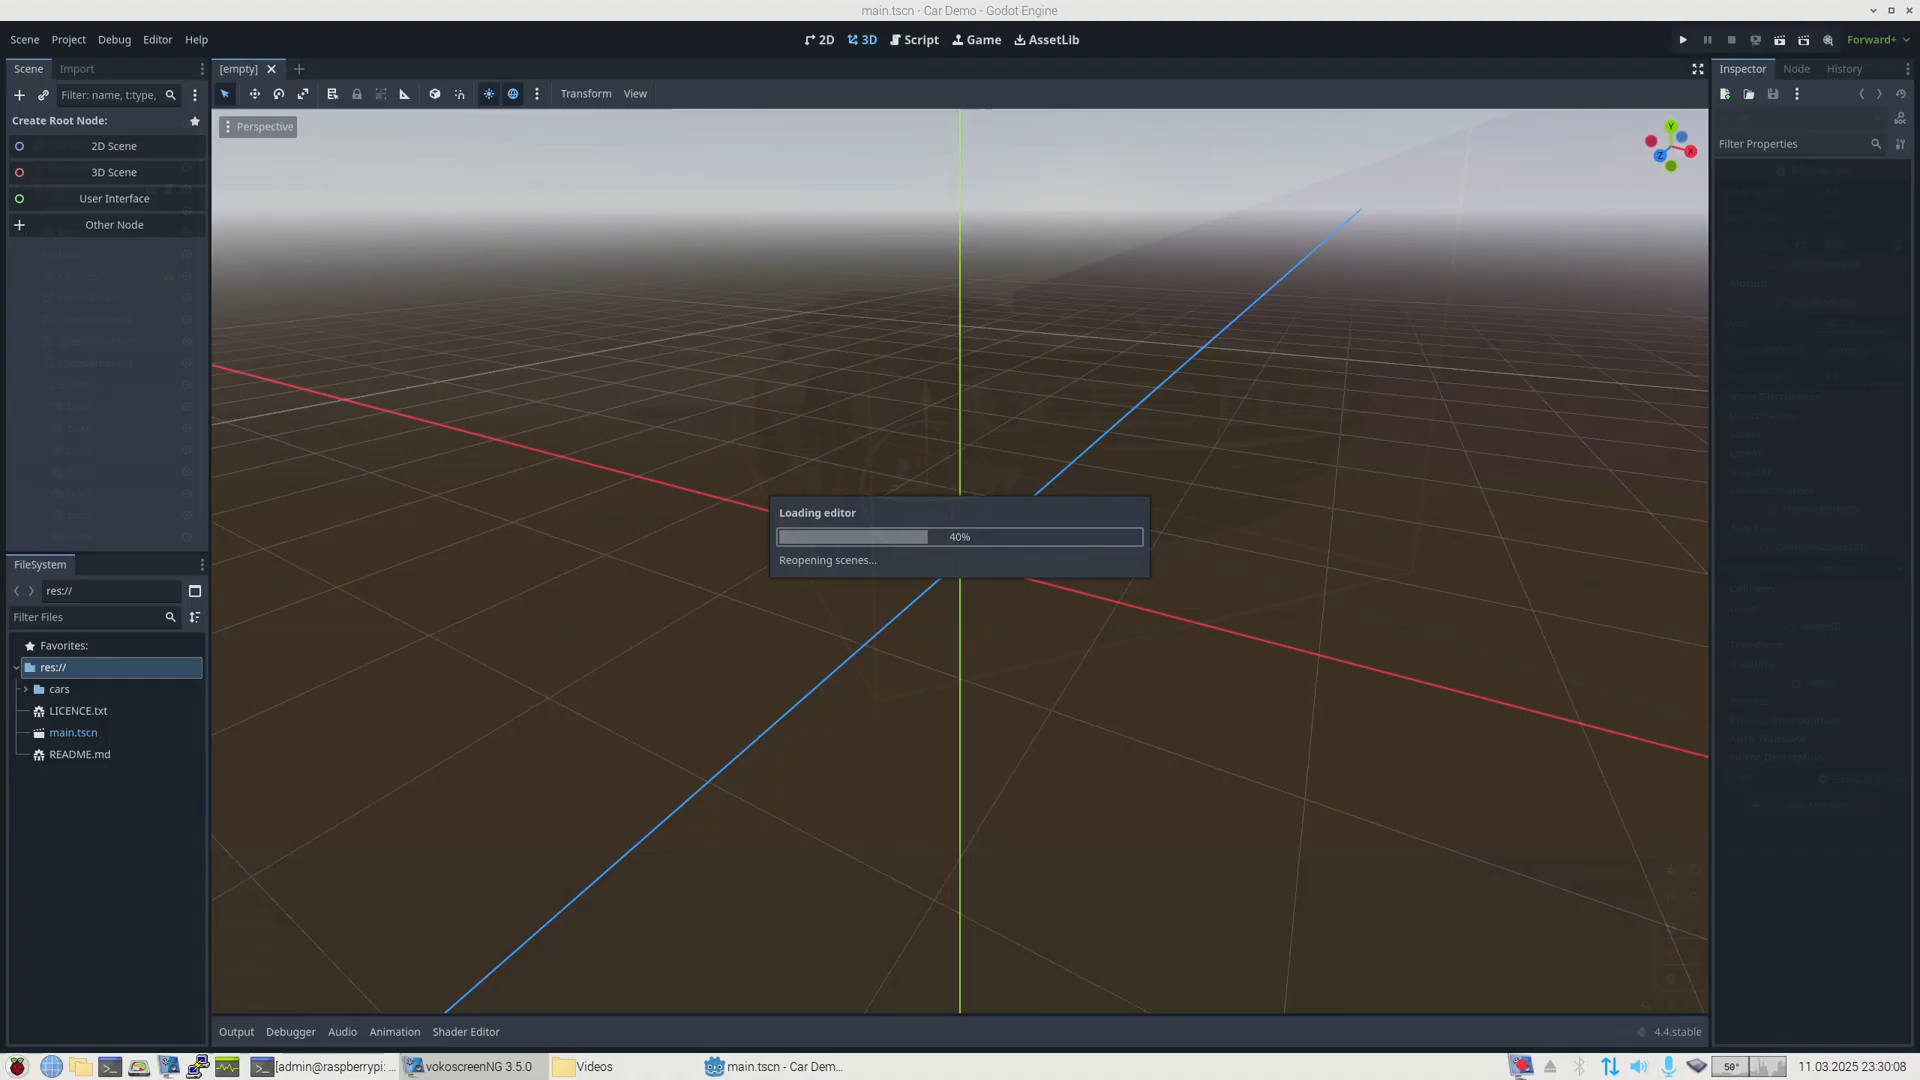 main.tscn - Car Demo - Godot Engine
Scene Project Debug Editor Help
2D 3D Script Game AssetLib
Forward+
Scene Import
[empty]
Inspector Node History
Filter: name, t:type,
Transform View
Create Root Node:
2D Scene
3D Scene
User Interface
Other Node
Perspective
Y
X
Z
Filter Properties
Loading editor
40%
Reopening scenes...
FileSystem
res://
Filter Files
Favorites:
res://
cars
LICENCE.txt
main.tscn
README.md
Output Debugger Audio Animation Shader Editor
4.4.stable
[admin@raspberrypi: ...
vokoscreenNG 3.5.0
Videos
main.tscn - Car Dem...
50°
11.03.2025 23:30:08